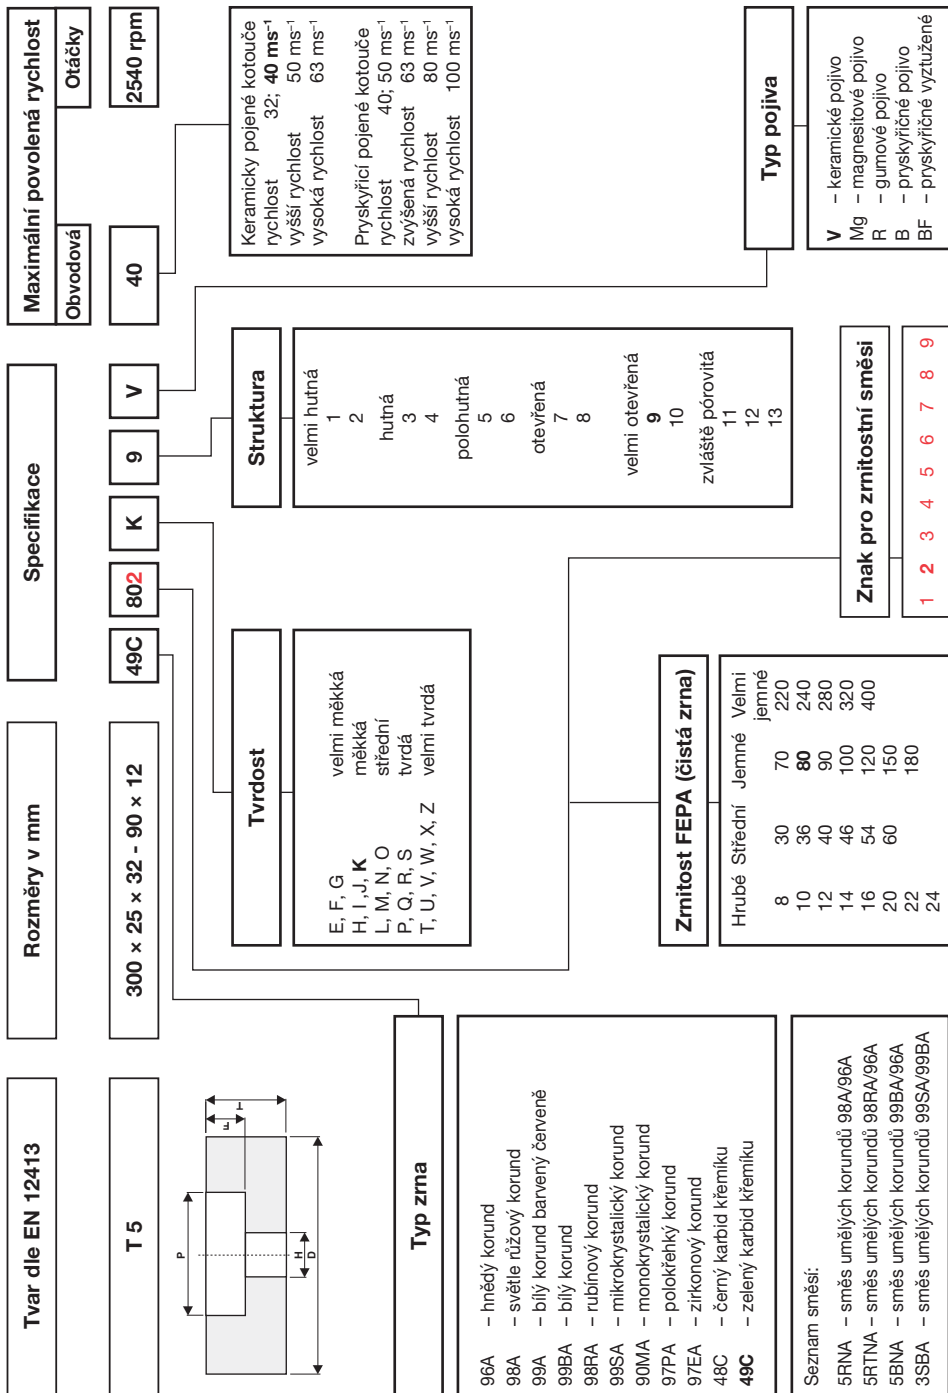 Tvar dle EN 12413
Rozměry v mm
Specifikace
Maximální povolená rychlost
Obvodová
Otáčky
T 5
300 × 25 × 32 - 90 × 12
49C
802
K
9
V
40
2540 rpm
P
F
T
H
D
Typ zrna
96A – hnědý korund
98A – světle růžový korund
99A – bílý korund barvený červeně
99BA – bílý korund
98RA – rubínový korund
99SA – mikrokrystalický korund
90MA – monokrystalický korund
97PA – polokřehký korund
97EA – zirkonový korund
48C – černý karbid křemíku
49C – zelený karbid křemíku
Seznam směsí:
5RNA – směs umělých korundů 98A/96A
5RTNA – směs umělých korundů 98RA/96A
5BNA – směs umělých korundů 99BA/96A
3SBA – směs umělých korundů 99SA/99BA
Tvrdost
E, F, G velmi měkká
H, I ,J, K měkká
L, M, N, O střední
P, Q, R, S tvrdá
T, U, V, W, X, Z velmi tvrdá
Zrnitost FEPA (čistá zrna)
Hrubé Střední Jemné Velmi
jemné
8 30 70 220
10 36 80 240
12 40 90 280
14 46 100 320
16 54 120 400
20 60 150
22 180
24
Struktura
velmi hutná
1
2
hutná
3
4
polohutná
5
6
otevřená
7
8
velmi otevřená
9
10
zvláště pórovitá
11
12
13
Znak pro zrnitostní směsi
1 2 3 4 5 6 7 8 9
Keramicky pojené kotouče
rychlost 32; 40 ms⁻¹
vyšší rychlost 50 ms⁻¹
vysoká rychlost 63 ms⁻¹
Pryskyřicí pojené kotouče
rychlost 40; 50 ms⁻¹
zvýšená rychlost 63 ms⁻¹
vyšší rychlost 80 ms⁻¹
vysoká rychlost 100 ms⁻¹
Typ pojiva
V – keramické pojivo
Mg – magnesitové pojivo
R – gumové pojivo
B – pryskyřičné pojivo
BF – pryskyřičné vyztužené